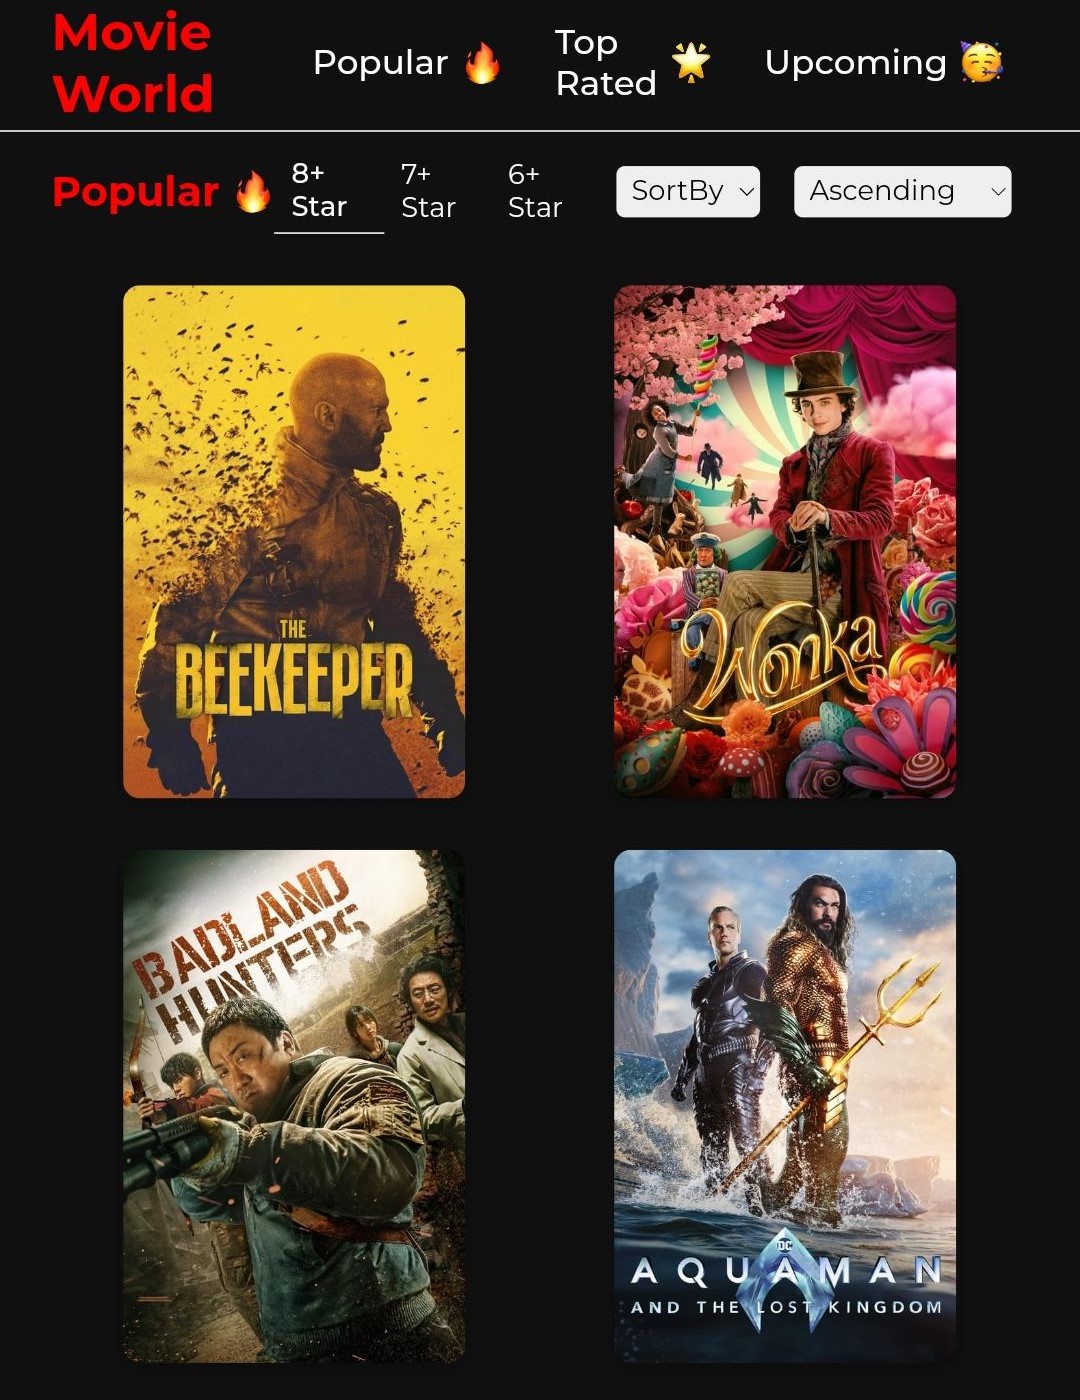 Movie
World
Popular 🔥
Top
Rated 🌟
Upcoming 🥳
Popular 🔥
8+
Star
7+
Star
6+
Star
SortBy
Ascending
THE
BEEKEEPER
Wonka
BADLAND
HUNTERS
DC
AQUAMAN
AND THE LOST KINGDOM